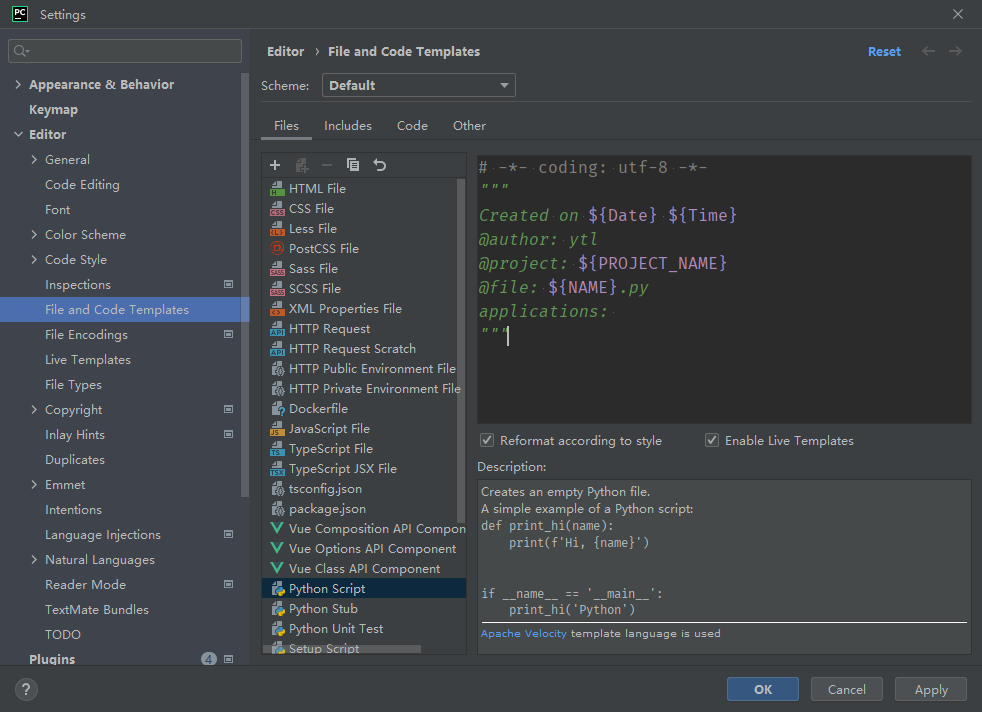 PC
Settings
Appearance & Behavior
Keymap
Editor
General
Code Editing
Font
Color Scheme
Code Style
Inspections
File and Code Templates
File Encodings
Live Templates
File Types
Copyright
Inlay Hints
Duplicates
Emmet
Intentions
Language Injections
Natural Languages
Reader Mode
TextMate Bundles
TODO
Plugins 4
Editor › File and Code Templates
Reset
Scheme: Default
Files Includes Code Other
HTML File
CSS File
Less File
PostCSS File
Sass File
SCSS File
XML Properties File
HTTP Request
HTTP Request Scratch
HTTP Public Environment File
HTTP Private Environment File
Dockerfile
JavaScript File
TypeScript File
TypeScript JSX File
tsconfig.json
package.json
Vue Composition API Compon
Vue Options API Component
Vue Class API Component
Python Script
Python Stub
Python Unit Test
Setup Script
# -*- coding: utf-8 -*-
"""
Created on ${Date} ${Time}
@author: ytl
@project: ${PROJECT_NAME}
@file: ${NAME}.py
applications:
"""
Reformat according to style
Enable Live Templates
Description:
Creates an empty Python file.
A simple example of a Python script:
def print_hi(name):
print(f'Hi, {name}')
if __name__ == '__main__':
print_hi('Python')
Apache Velocity template language is used
?
OK
Cancel
Apply